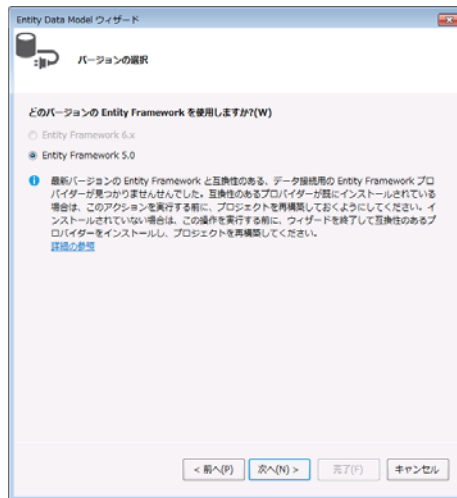 Entity Data Model ウィザード
バージョンの選択
どのバージョンの Entity Framework を使用しますか?(W)
Entity Framework 6.x
Entity Framework 5.0
最新バージョンの Entity Framework と互換性のある、データ接続用の Entity Framework プロ
バイダーが見つかりませんせんでした。互換性のあるプロバイダーが既にインストールされている
場合は、このアクションを実行する前に、プロジェクトを再構築しておくようにしてください。イ
ンストールされていない場合は、この操作を実行する前に、ウィザードを終了して互換性のあるプ
ロバイダーをインストールし、プロジェクトを再構築してください。
詳細の参照
< 前へ(P)
次へ(N) >
完了(F)
キャンセル